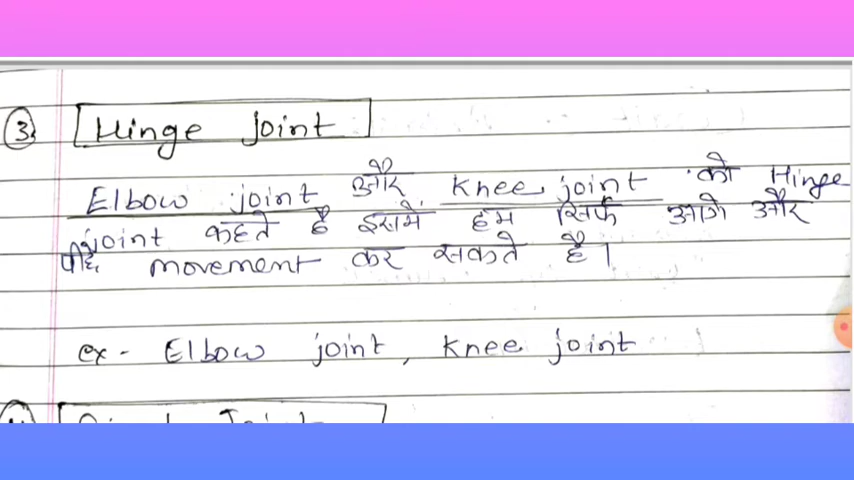 3. Hinge joint
Elbow joint और knee joint को Hinge
joint कहते है इसमें हम सिर्फ आगे और
पीछे movement कर सकते है।
ex - Elbow joint, knee joint